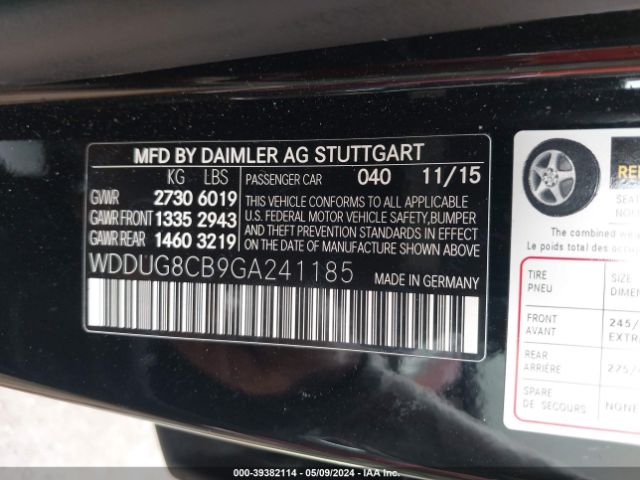 MFD BY DAIMLER AG STUTTGART
KG LBS
PASSENGER CAR 040 11/15
GVWR 2730 6019
GAWR FRONT 1335 2943
GAWR REAR 1460 3219
THIS VEHICLE CONFORMS TO ALL APPLICABLE
U.S. FEDERAL MOTOR VEHICLE SAFETY, BUMPER
AND THEFT PREVENTION STANDARDS IN EFFECT
ON THE DATE OF MANUFACTURE SHOWN ABOVE.
WDDUG8CB9GA241185
MADE IN GERMANY
The combined
Le poids total des
TIRE
PNEU
SIZE
FRONT
AVANT
245/
REAR
ARRIÈRE
275/
SPARE
DE SECOURS
NONE
000-39382114 - 05/09/2024 - IAA Inc.